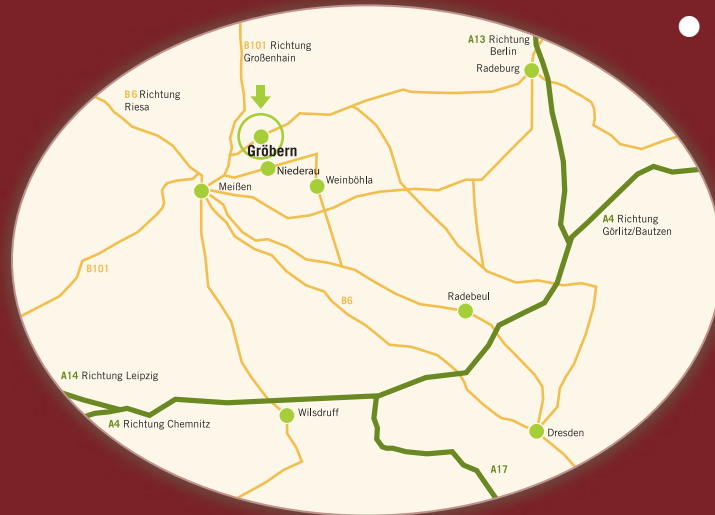 A13 Richtung
Berlin
B101 Richtung
Großenhain
Radeburg
B6 Richtung
Riesa
Gröbern
Niederau
Weinböhla
Meißen
A4 Richtung
Görlitz/Bautzen
B101
Radebeul
B6
A14 Richtung Leipzig
Wilsdruff
A4 Richtung Chemnitz
Dresden
A17